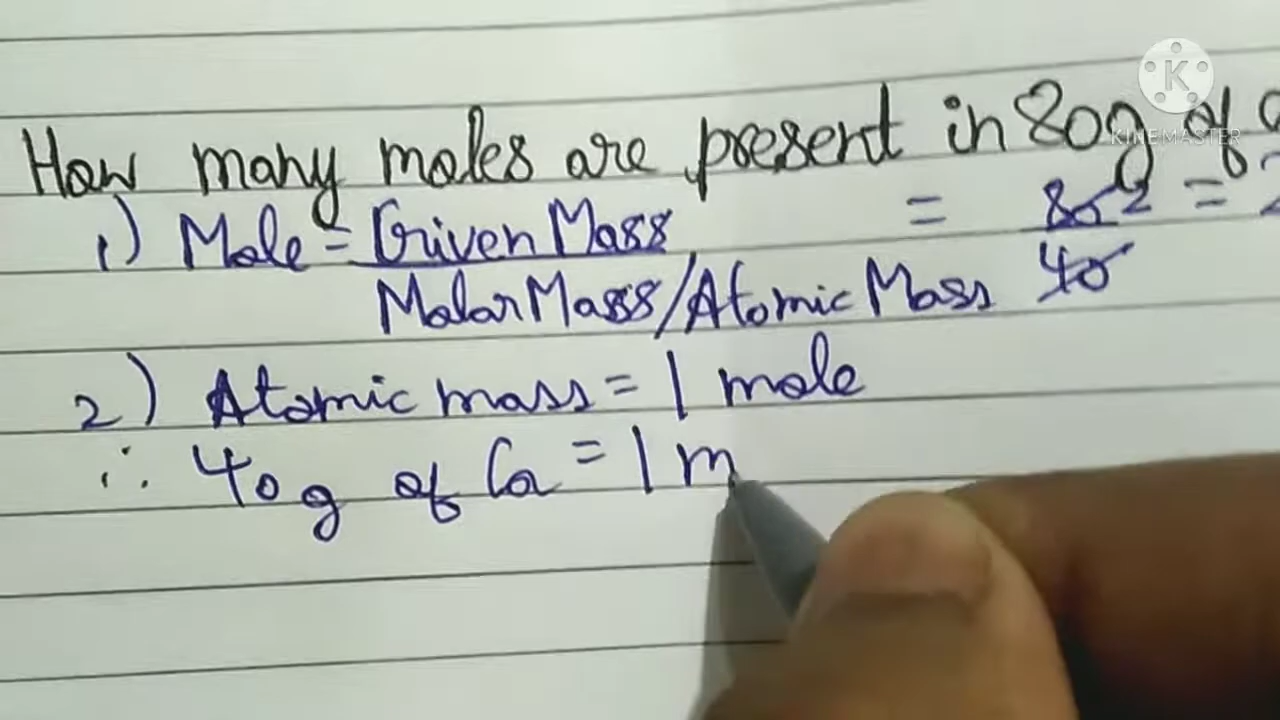 How many moles are present in 80g of
1) Mole = Given Mass = 80 2 = 2
Molar Mass/Atomic Mass 40
2) Atomic mass = 1 mole
∴ 40g of Ca = 1 m
K
KINEMASTER